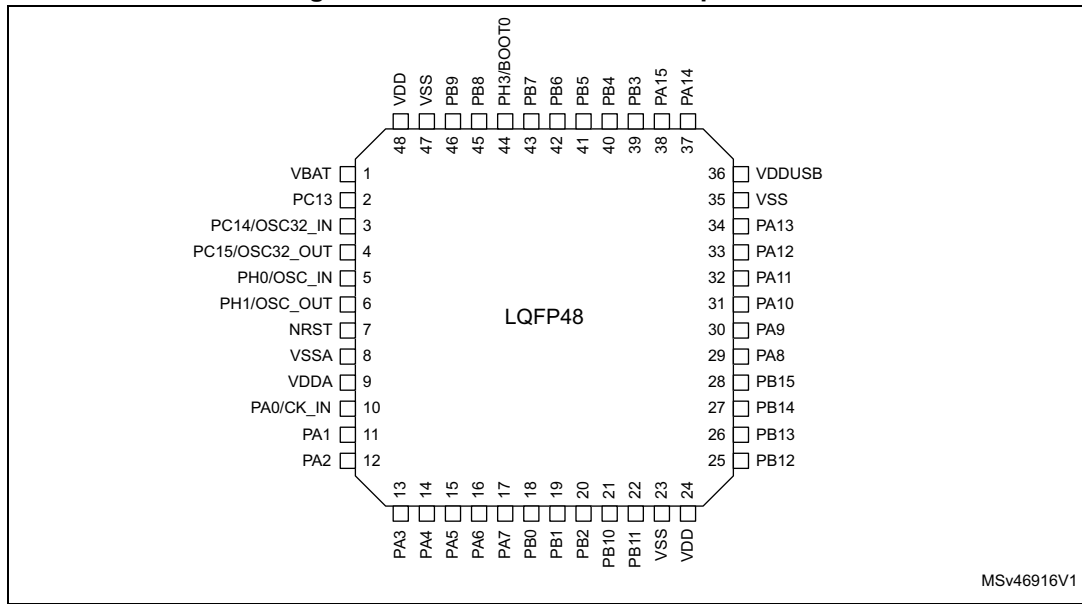 48 VDD
47 VSS
46 PB9
45 PB8
44 PH3/BOOT0
43 PB7
42 PB6
41 PB5
40 PB4
39 PB3
38 PA15
37 PA14
VBAT 1
PC13 2
PC14/OSC32_IN 3
PC15/OSC32_OUT 4
PH0/OSC_IN 5
PH1/OSC_OUT 6
NRST 7
VSSA 8
VDDA 9
PA0/CK_IN 10
PA1 11
PA2 12
LQFP48
36 VDDUSB
35 VSS
34 PA13
33 PA12
32 PA11
31 PA10
30 PA9
29 PA8
28 PB15
27 PB14
26 PB13
25 PB12
PA3 13
PA4 14
PA5 15
PA6 16
PA7 17
PB0 18
PB1 19
PB2 20
PB10 21
PB11 22
VSS 23
VDD 24
MSv46916V1